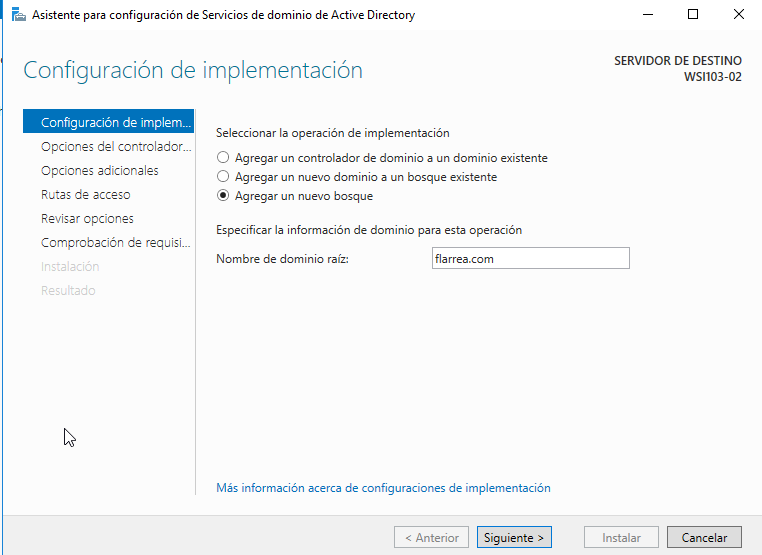 Asistente para configuración de Servicios de dominio de Active Directory
Configuración de implementación
SERVIDOR DE DESTINO
WSI103-02
Configuración de implem...
Opciones del controlador...
Opciones adicionales
Rutas de acceso
Revisar opciones
Comprobación de requisi...
Instalación
Resultado
Seleccionar la operación de implementación
Agregar un controlador de dominio a un dominio existente
Agregar un nuevo dominio a un bosque existente
Agregar un nuevo bosque
Especificar la información de dominio para esta operación
Nombre de dominio raíz: flarrea.com
Más información acerca de configuraciones de implementación
< Anterior Siguiente > Instalar Cancelar